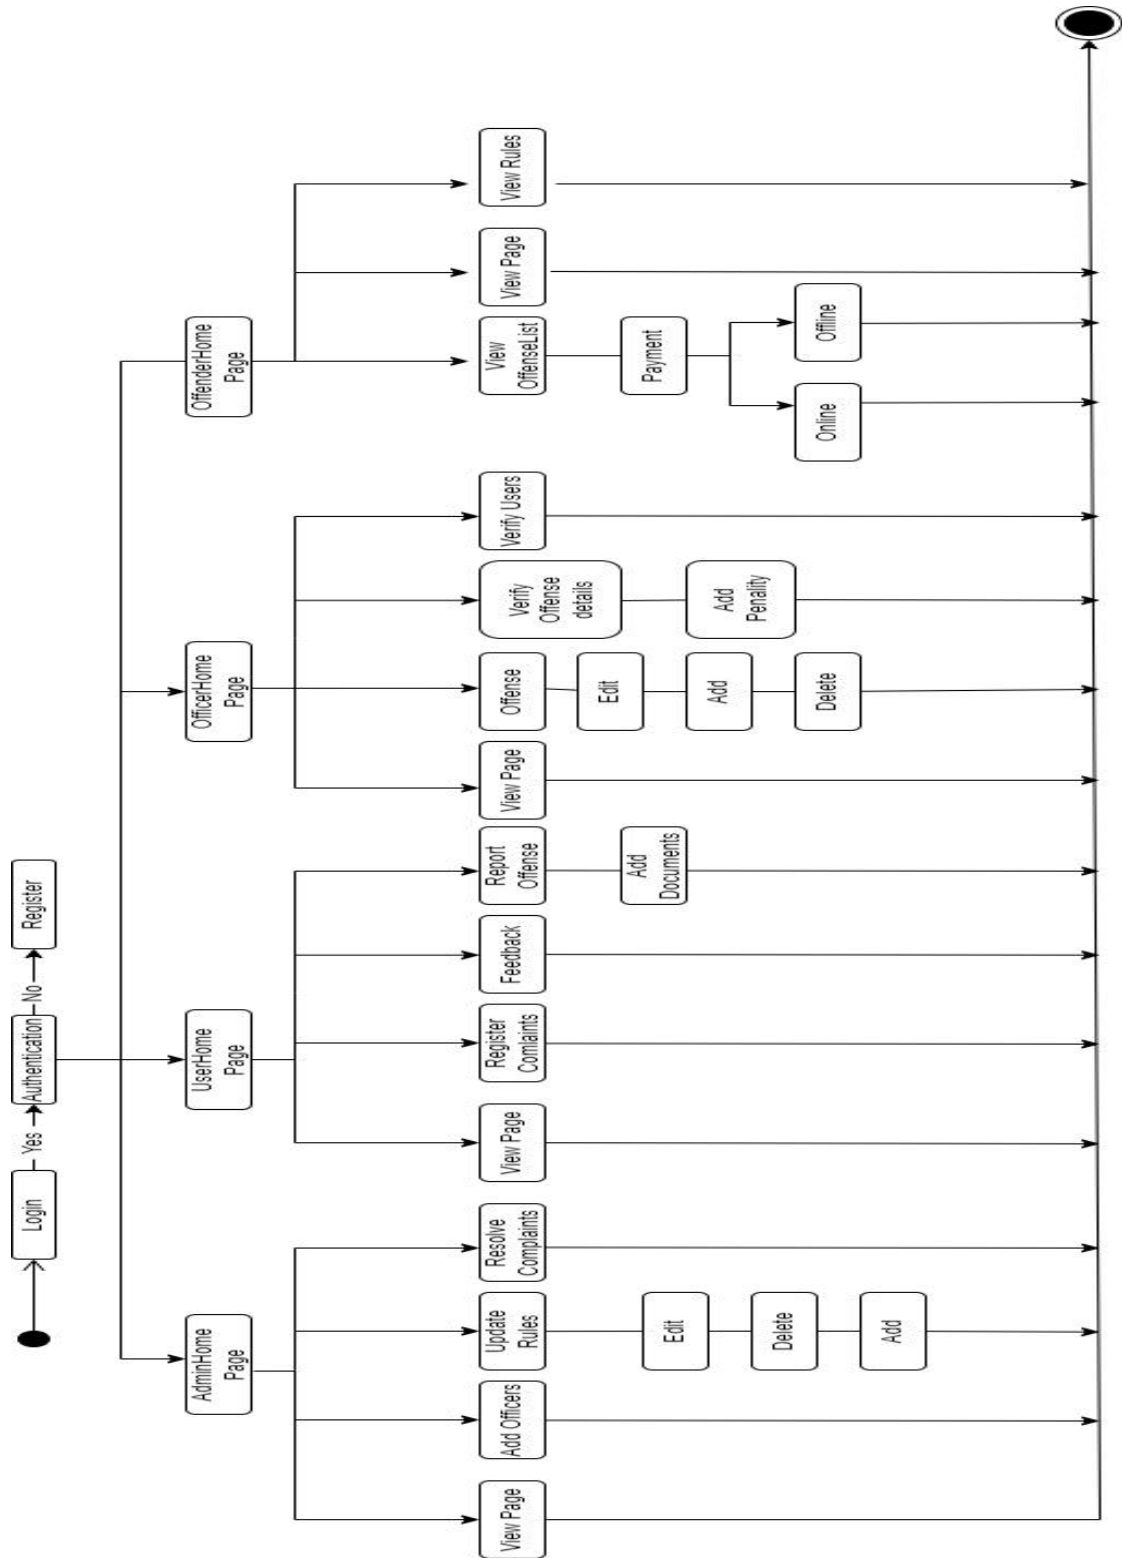 Login
Yes
Authentication
No
Register
AdminHome
Page
UserHome
Page
OfficerHome
Page
OffenderHome
Page
View Page
Add Officers
Update
Rules
Resolve
Complaints
View Page
Register
Comlaints
Feedback
Report
Offense
View Page
Offense
Verify
Offense
details
Verify Users
View
OffenseList
View Page
View Rules
Edit
Delete
Add
Add
Documents
Edit
Add
Delete
Add
Penality
Payment
Online
Offline